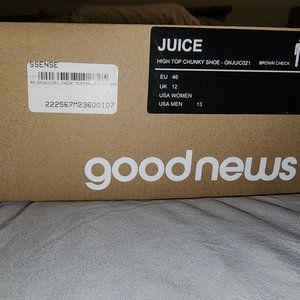 SSENSE
222567M23600107
JUICE
HIGH TOP CHUNKY SHOE - GNJUIC021 BROWN CHECK
EU 46
UK 12
USA WOMEN
USA MEN 13
goodnews